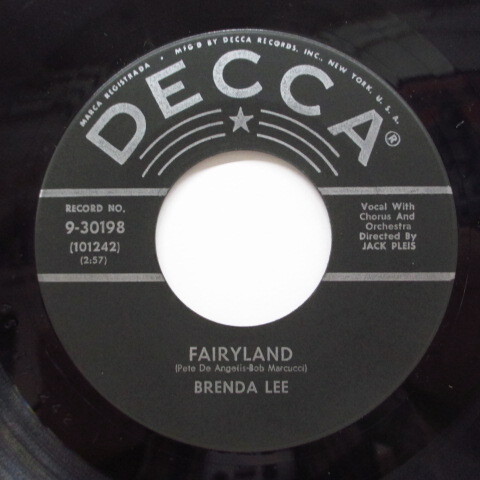 MARCA REGISTRADA • MFG'D BY DECCA RECORDS, INC., NEW YORK, U. S. A.
DECCA®
RECORD NO.
9-30198
(101242)
(2:57)
Vocal With
Chorus And
Orchestra
Directed By
JACK PLEIS
FAIRYLAND
(Pete De Angelis-Bob Marcucci)
BRENDA LEE